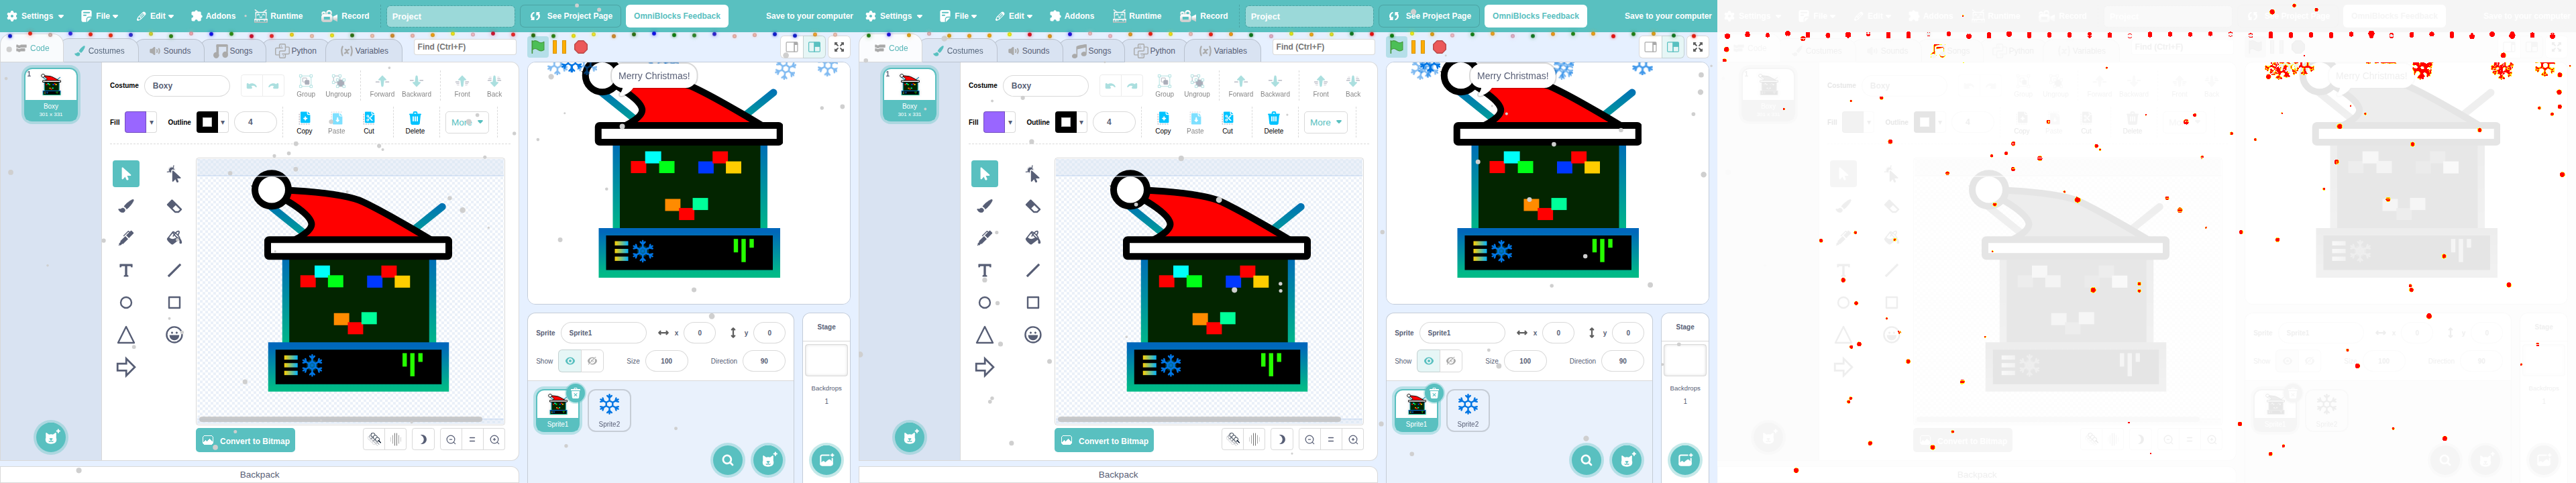 Settings File Edit Addons Runtime Record Project See Project Page OmniBlocks Feedback Save to your computer
Code Costumes Sounds Songs Python Variables Find (Ctrl+F)
1
Boxy
301 x 331
Costume Boxy Group Ungroup Forward Backward Front Back
Fill Outline 4 Copy Paste Cut Delete More
Convert to Bitmap
Backpack
Merry Christmas!
Sprite Sprite1 x 0 y 0
Show Size 100 Direction 90
Sprite1 Sprite2
Stage
Backdrops
1
Settings File Edit Addons Runtime Record Project See Project Page OmniBlocks Feedback Save to your computer
Code Costumes Sounds Songs Python Variables Find (Ctrl+F)
1
Boxy
301 x 331
Costume Boxy Group Ungroup Forward Backward Front Back
Fill Outline 4 Copy Paste Cut Delete More
Convert to Bitmap
Backpack
Merry Christmas!
Sprite Sprite1 x 0 y 0
Show Size 100 Direction 90
Sprite1 Sprite2
Stage
Backdrops
1